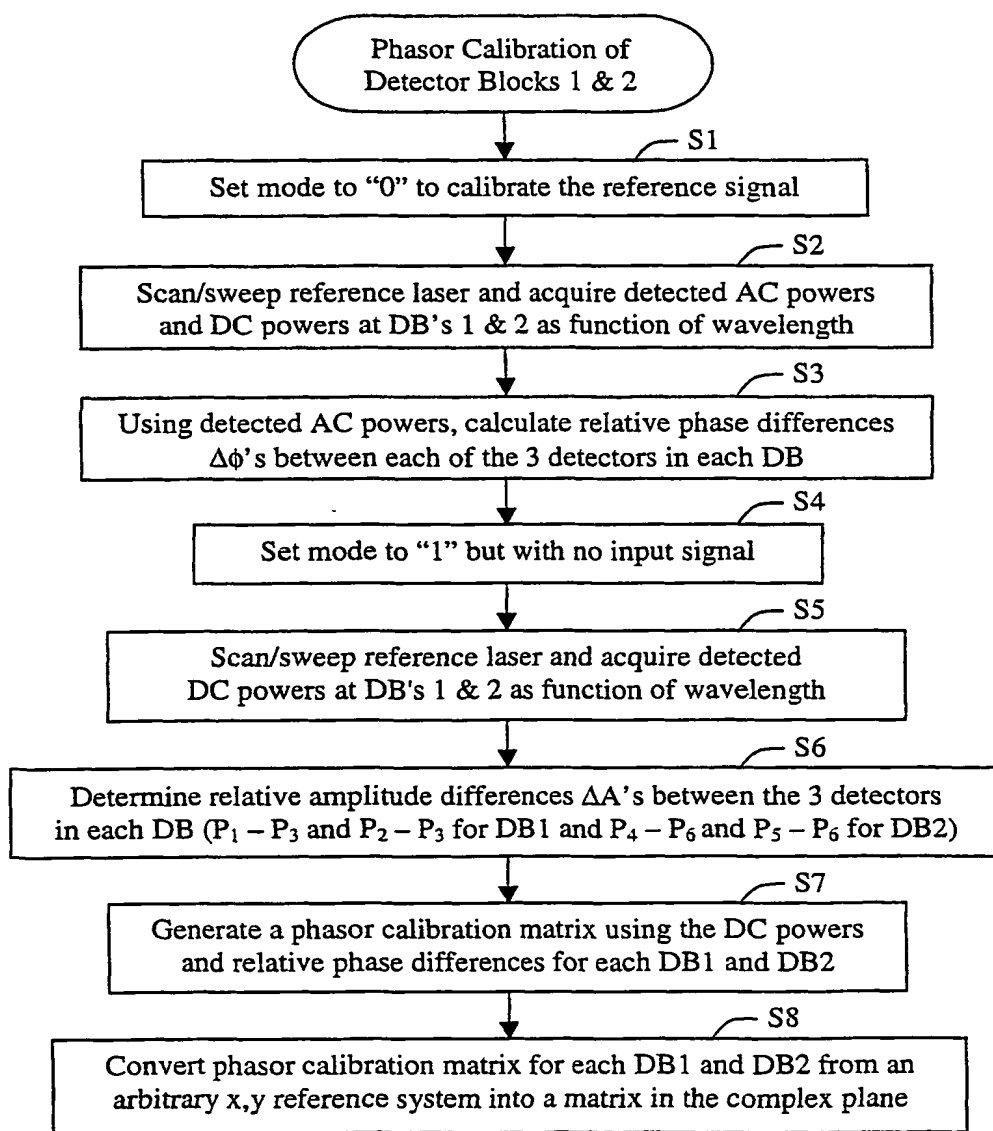 Phasor Calibration of
Detector Blocks 1 & 2
S1
Set mode to “0” to calibrate the reference signal
S2
Scan/sweep reference laser and acquire detected AC powers
and DC powers at DB's 1 & 2 as function of wavelength
S3
Using detected AC powers, calculate relative phase differences
Δϕ's between each of the 3 detectors in each DB
S4
Set mode to “1” but with no input signal
S5
Scan/sweep reference laser and acquire detected
DC powers at DB's 1 & 2 as function of wavelength
S6
Determine relative amplitude differences ΔA's between the 3 detectors
in each DB (P₁ – P₃ and P₂ – P₃ for DB1 and P₄ – P₆ and P₅ – P₆ for DB2)
S7
Generate a phasor calibration matrix using the DC powers
and relative phase differences for each DB1 and DB2
S8
Convert phasor calibration matrix for each DB1 and DB2 from an
arbitrary x,y reference system into a matrix in the complex plane